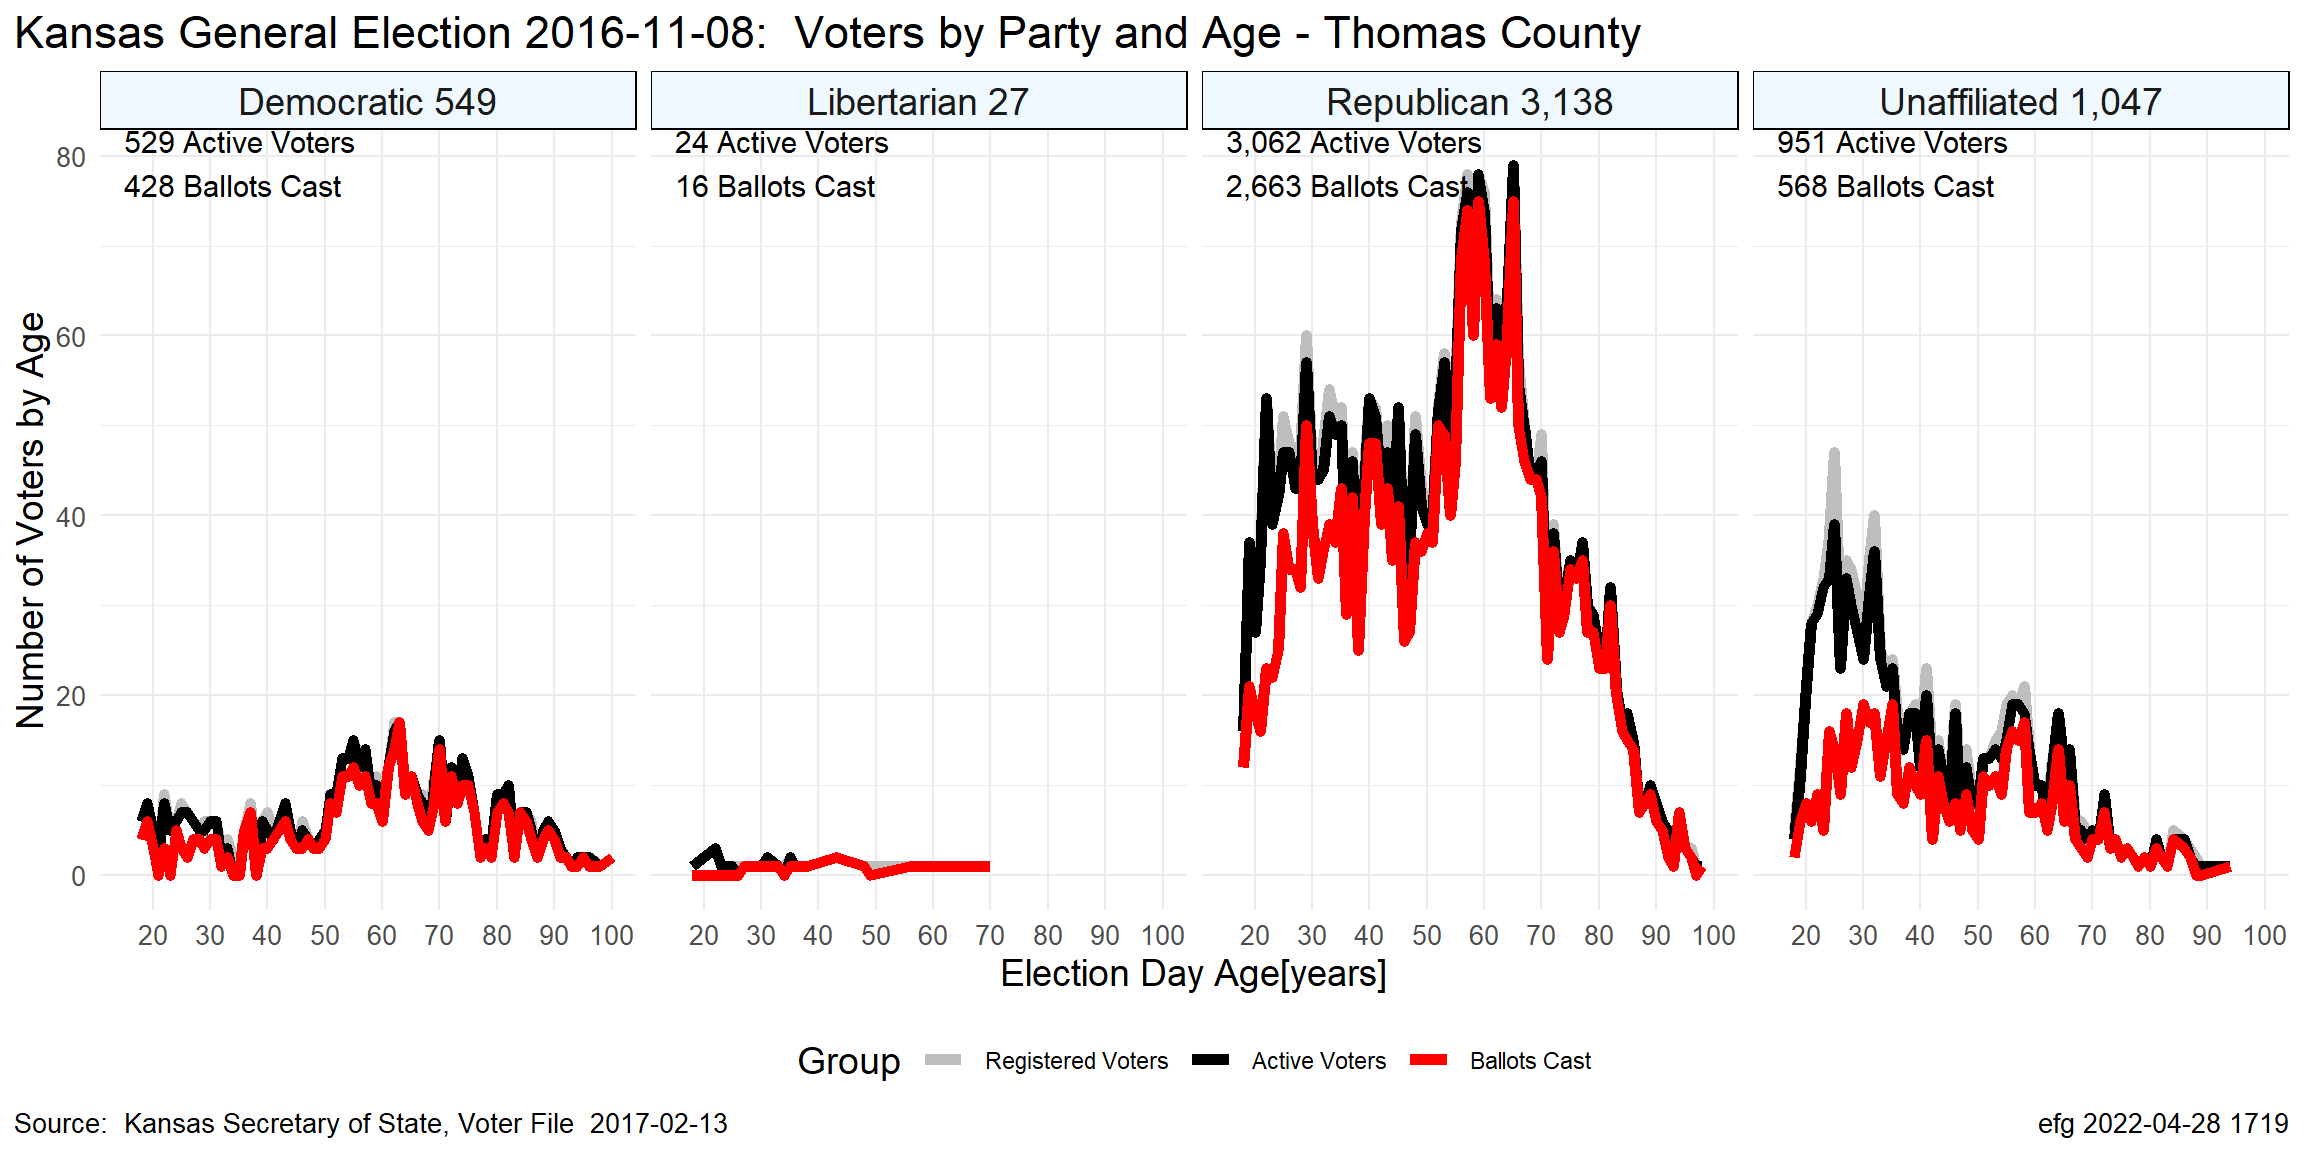 Kansas General Election 2016-11-08:  Voters by Party and Age - Thomas County
Democratic 549
Libertarian 27
Republican 3,138
Unaffiliated 1,047
529 Active Voters
428 Ballots Cast
24 Active Voters
16 Ballots Cast
3,062 Active Voters
2,663 Ballots Cast
951 Active Voters
568 Ballots Cast
Number of Voters by Age
80
60
40
20
0
20 30 40 50 60 70 80 90 100
20 30 40 50 60 70 80 90 100
20 30 40 50 60 70 80 90 100
20 30 40 50 60 70 80 90 100
Election Day Age[years]
Group Registered Voters Active Voters Ballots Cast
Source:  Kansas Secretary of State, Voter File  2017-02-13
efg 2022-04-28 1719